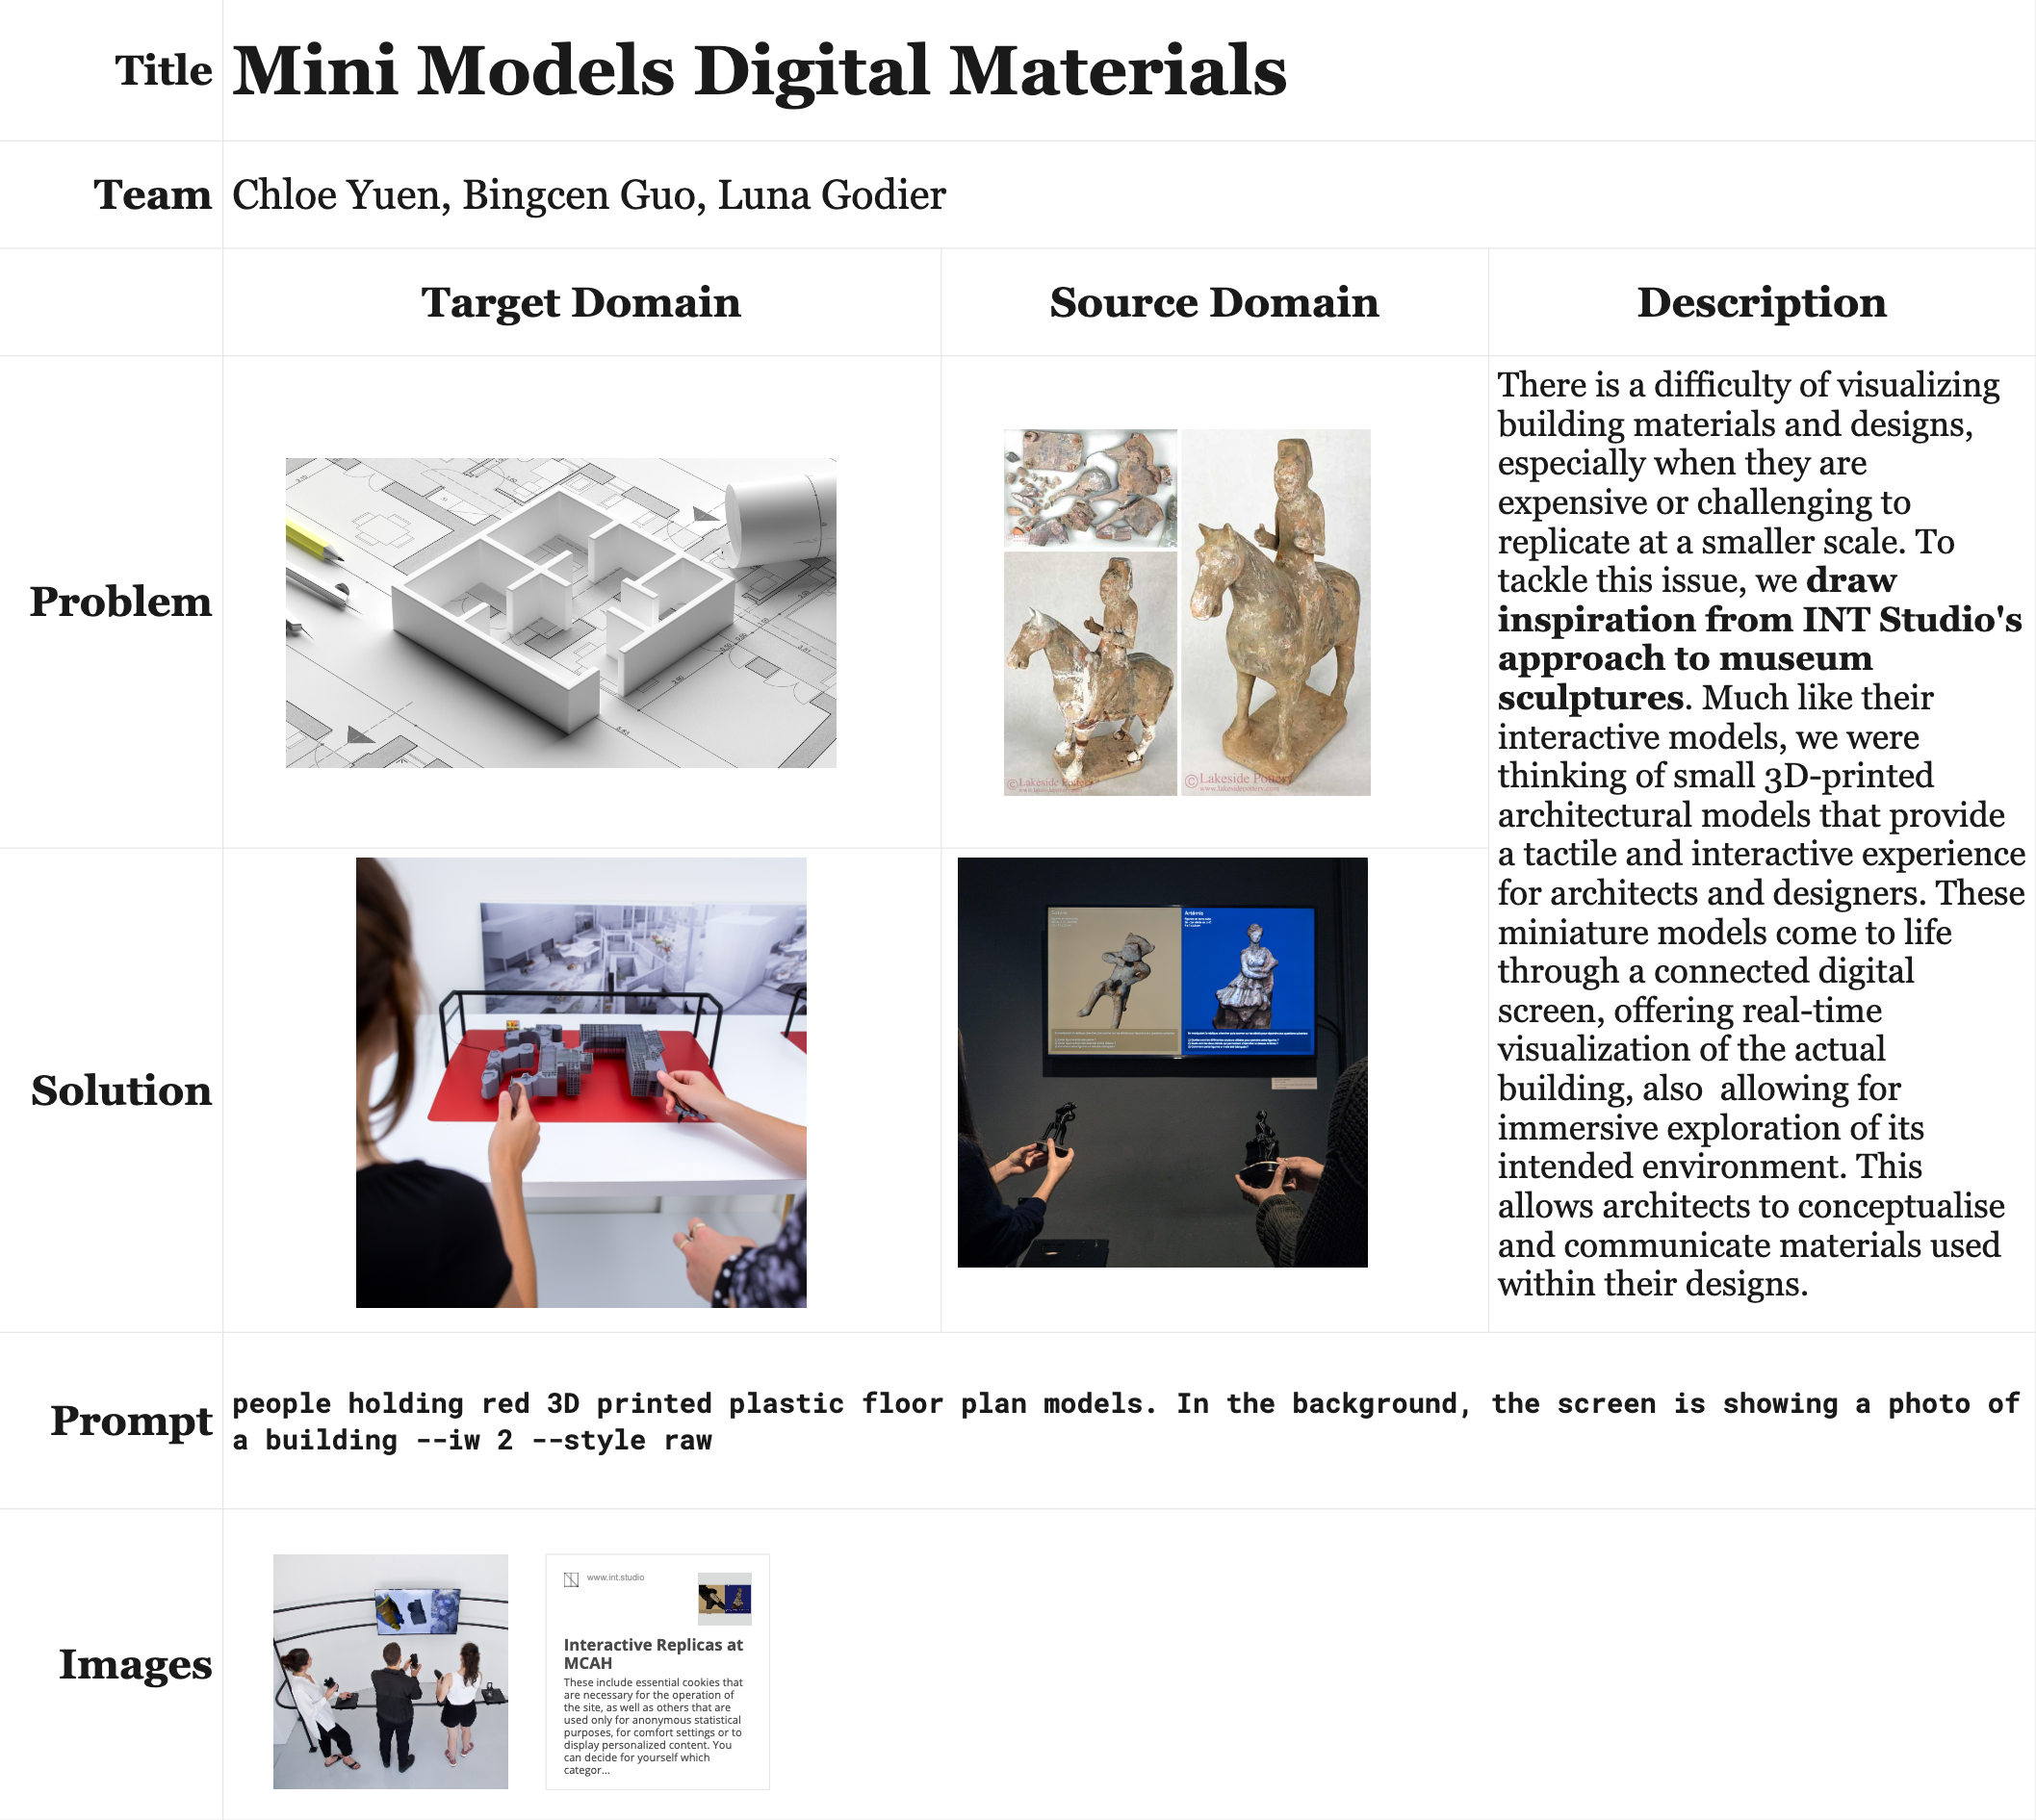 Title
Mini Models Digital Materials
Team
Chloe Yuen, Bingcen Guo, Luna Godier
Target Domain
Source Domain
Description
Problem
©Lakeside Pottery
www.lakesidepottery.com
©Lakeside Pottery
www.lakesidepottery.com
There is a difficulty of visualizing
building materials and designs,
especially when they are
expensive or challenging to
replicate at a smaller scale. To
tackle this issue, we draw
inspiration from INT Studio's
approach to museum
sculptures. Much like their
interactive models, we were
thinking of small 3D-printed
architectural models that provide
a tactile and interactive experience
for architects and designers. These
miniature models come to life
through a connected digital
screen, offering real-time
visualization of the actual
building, also  allowing for
immersive exploration of its
intended environment. This
allows architects to conceptualise
and communicate materials used
within their designs.
Solution
Prompt
people holding red 3D printed plastic floor plan models. In the background, the screen is showing a photo of
a building --iw 2 --style raw
Images
www.int.studio
Interactive Replicas at
MCAH
These include essential cookies that
are necessary for the operation of
the site, as well as others that are
used only for anonymous statistical
purposes, for comfort settings or to
display personalized content. You
can decide for yourself which
categor...